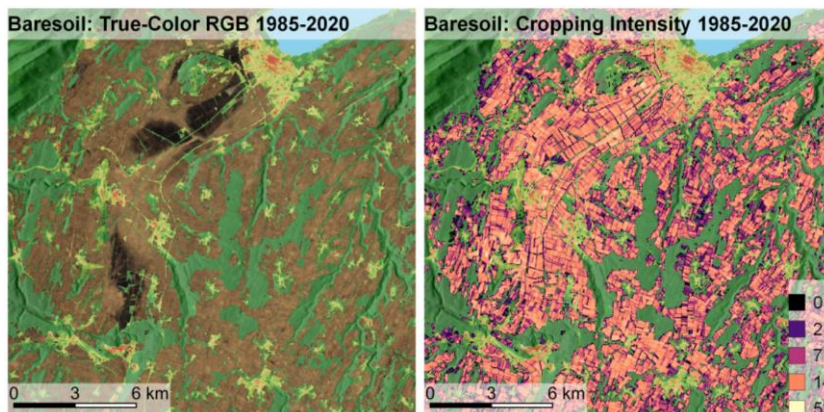 Baresoil: True-Color RGB 1985-2020
Baresoil: Cropping Intensity 1985-2020
0
2
7
0 3 6 km
0 3 6 km